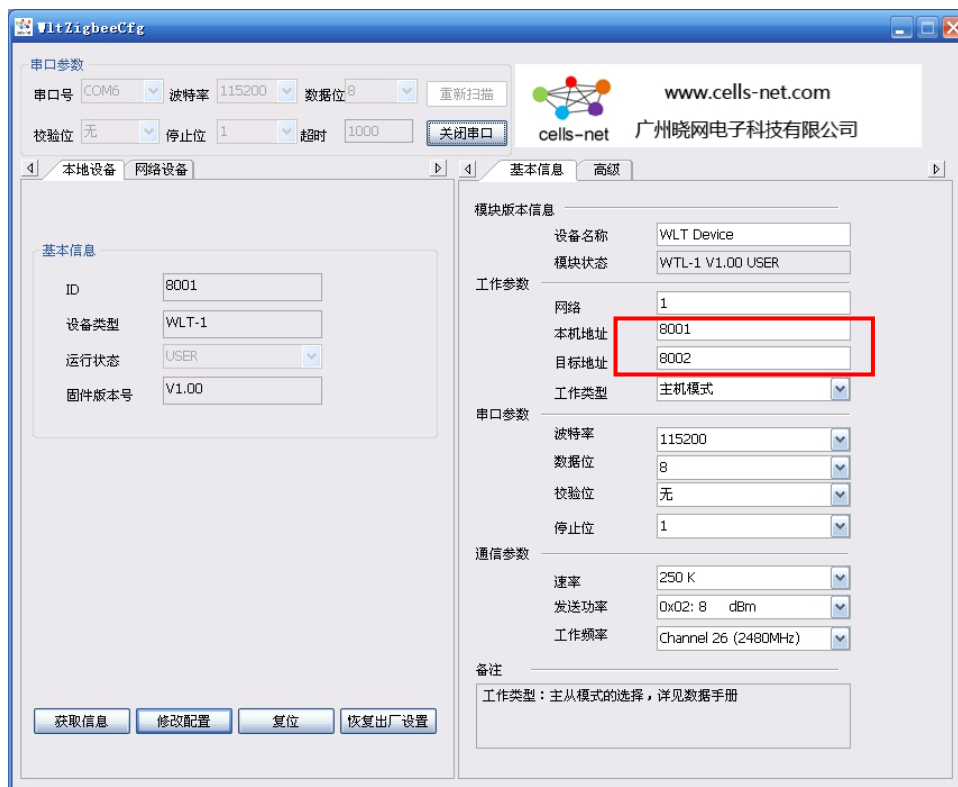 WltZigbeeCfg
串口参数
串口号 COM6 波特率 115200 数据位 8 重新扫描
校验位 无 停止位 1 超时 1000 关闭串口
cells-net
www.cells-net.com
广州晓网电子科技有限公司
本地设备 网络设备
基本信息
ID 8001
设备类型 WLT-1
运行状态 USER
固件版本号 V1.00
获取信息 修改配置 复位 恢复出厂设置
基本信息 高级
模块版本信息
设备名称 WLT Device
模块状态 WTL-1 V1.00 USER
工作参数
网络 1
本机地址 8001
目标地址 8002
工作类型 主机模式
串口参数
波特率 115200
数据位 8
校验位 无
停止位 1
通信参数
速率 250 K
发送功率 0x02: 8 dBm
工作频率 Channel 26 (2480MHz)
备注
工作类型：主从模式的选择，详见数据手册